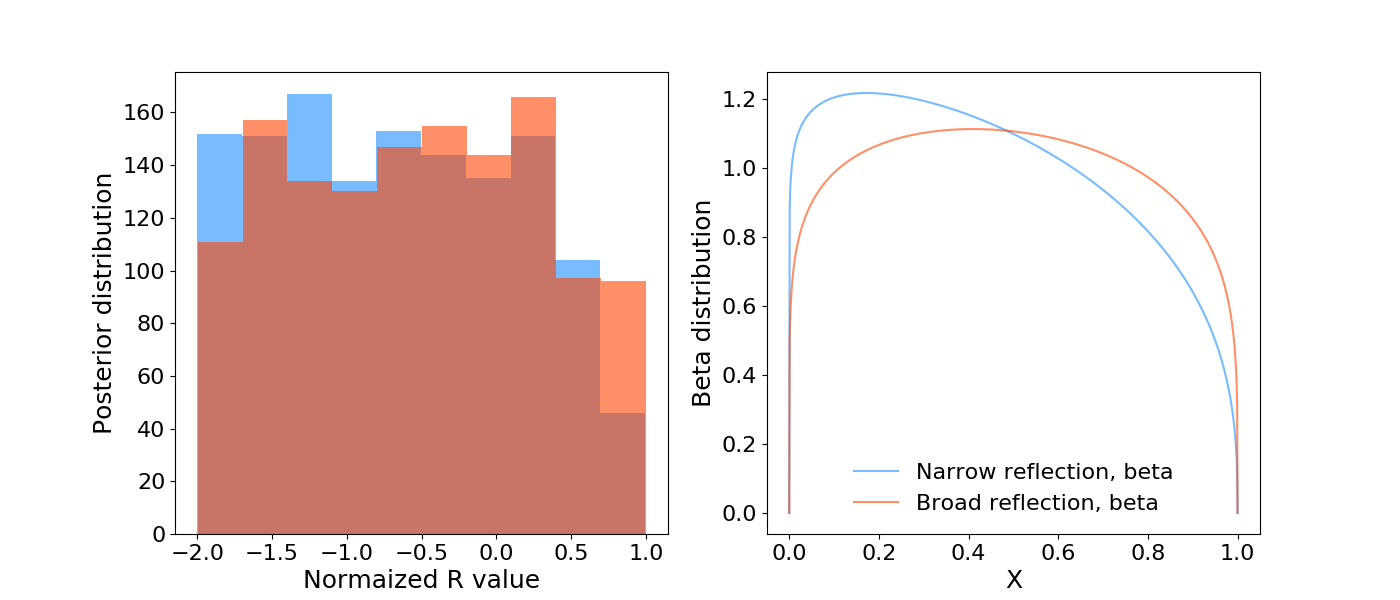 Posterior distribution
160
140
120
100
80
60
40
20
0
−2.0 −1.5 −1.0 −0.5 0.0 0.5 1.0
Normaized R value
Beta distribution
1.2
1.0
0.8
0.6
0.4
0.2
0.0
Narrow reflection, beta
Broad reflection, beta
0.0 0.2 0.4 0.6 0.8 1.0
X